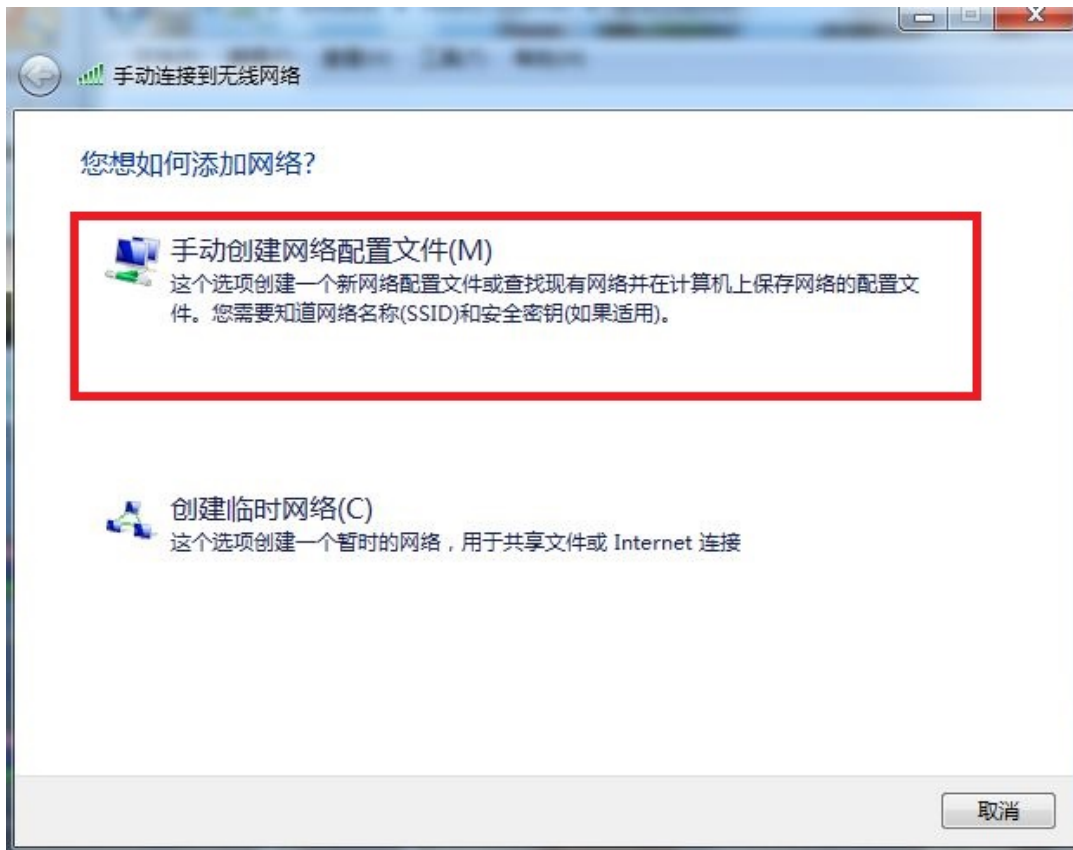 手动连接到无线网络
您想如何添加网络?
手动创建网络配置文件(M)
这个选项创建一个新网络配置文件或查找现有网络并在计算机上保存网络的配置文
件。您需要知道网络名称(SSID)和安全密钥(如果适用)。
创建临时网络(C)
这个选项创建一个暂时的网络，用于共享文件或 Internet 连接
取消